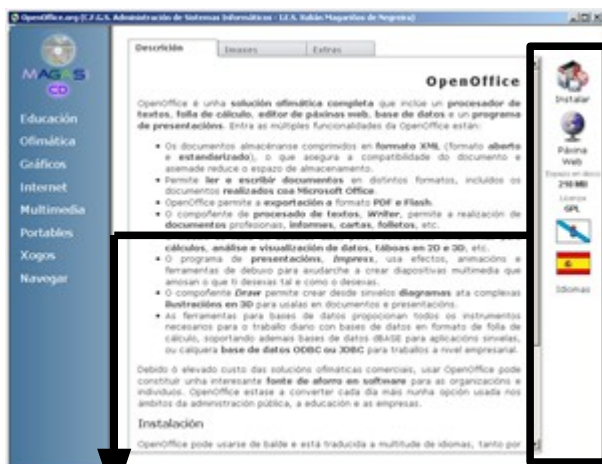 OpenOffice.org (C.F.G.S. Administración de Sistemas Informáticos - I.E.S. Xulián Magariños de Negreira)
Descrición
Imaxes
Extras
MAGASI
CD
Educación
Ofimática
Gráficos
Internet
Multimedia
Portables
Xogos
Navegar
OpenOffice
OpenOffice é unha solución ofimática completa que inclúe un procesador de
textos, folla de cálculo, editor de páxinas web, base de datos e un programa
de presentacións. Entre as múltiples funcionalidades da OpenOffice están:
Os documentos almacénanse comprimidos en formato XML (formato aberto
e estandarizado), o que asegura a compatibilidade do documento e
asemade reduce o espazo de almacenamento.
Permite ler e escribir documentos en distintos formatos, incluídos os
documentos realizados coa Microsoft Office.
OpenOffice permite a exportación a formato PDF e Flash.
O compoñente de procesado de textos, Writer, permite a realización de
documentos profesionais, informes, cartas, folletos, etc.
cálculos, análise e visualización de datos, táboas en 2D e 3D, etc.
O programa de presentacións, Impress, usa efectos, animacións e
ferramentas de debuxo para axudarche a crear diapositivas multimedia que
amosan o que ti desexas tal e como o desexas.
O compoñente Draw permite crear desde sinxelos diagramas ata complexas
ilustracións en 3D para usalas en documentos e presentacións.
As ferramentas para bases de datos propocionan todos os instrumentos
necesarios para o traballo diario con bases de datos en formato de folla de
cálculo, soportando ademais bases de datos dBASE para aplicacións sinxelas,
ou calquera base de datos ODBC ou JDBC para traballos a nivel empresarial.
Debido ó elevado custo das solucións ofimáticas comerciais, usar OpenOffice pode
constituír unha interesante fonte de aforro en software para as organizacións e
individuos. OpenOffice estase a converter cada día máis nunha opción usada nos
ámbitos da administración pública, a educación e as empresas.
Instalación
OpenOffice pode usarse de balde e está traducida a multitude de idiomas, tanto por
Instalar
Páxina
Web
Espazo en disco
210 MB
Licenza
GPL
Idiomas